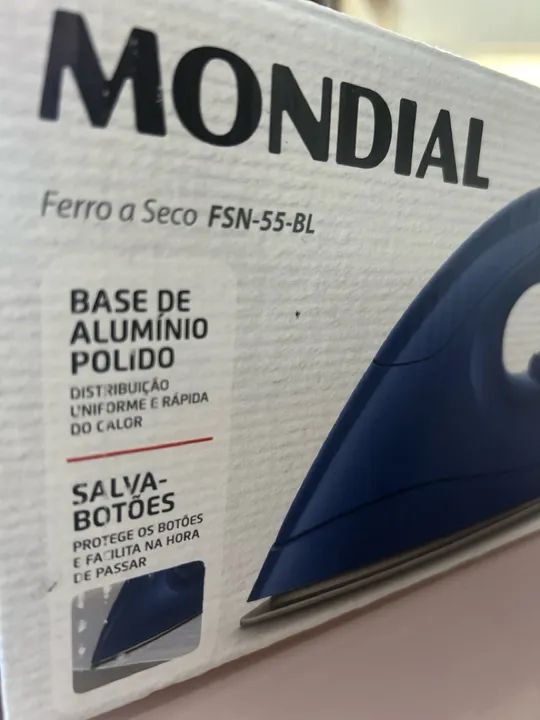 MONDIAL
Ferro a Seco FSN-55-BL
BASE DE
ALUMÍNIO
POLIDO
DISTRIBUIÇÃO
UNIFORME E RÁPIDA
DO CALOR
SALVA-
BOTÕES
PROTEGE OS BOTÕES
E FACILITA NA HORA
DE PASSAR